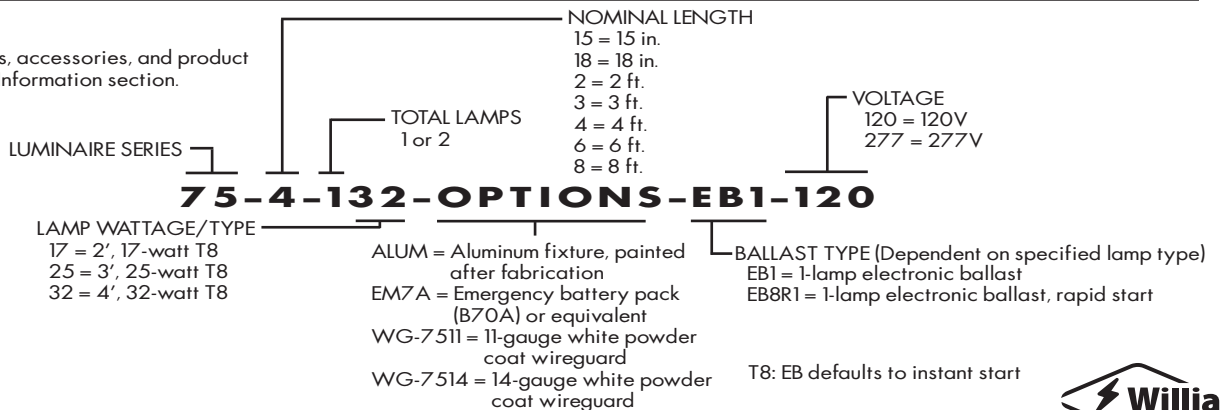 s, accessories, and product
nformation section.
NOMINAL LENGTH
15 = 15 in.
18 = 18 in.
2 = 2 ft.
3 = 3 ft.
4 = 4 ft.
6 = 6 ft.
8 = 8 ft.
TOTAL LAMPS
1 or 2
VOLTAGE
120 = 120V
277 = 277V
LUMINAIRE SERIES
75-4-132-OPTIONS-EB1-120
LAMP WATTAGE/TYPE
17 = 2', 17-watt T8
25 = 3', 25-watt T8
32 = 4', 32-watt T8
ALUM = Aluminum fixture, painted
after fabrication
EM7A = Emergency battery pack
(B70A) or equivalent
WG-7511 = 11-gauge white powder
coat wireguard
WG-7514 = 14-gauge white powder
coat wireguard
BALLAST TYPE (Dependent on specified lamp type)
EB1 = 1-lamp electronic ballast
EB8R1 = 1-lamp electronic ballast, rapid start
T8: EB defaults to instant start
Willia